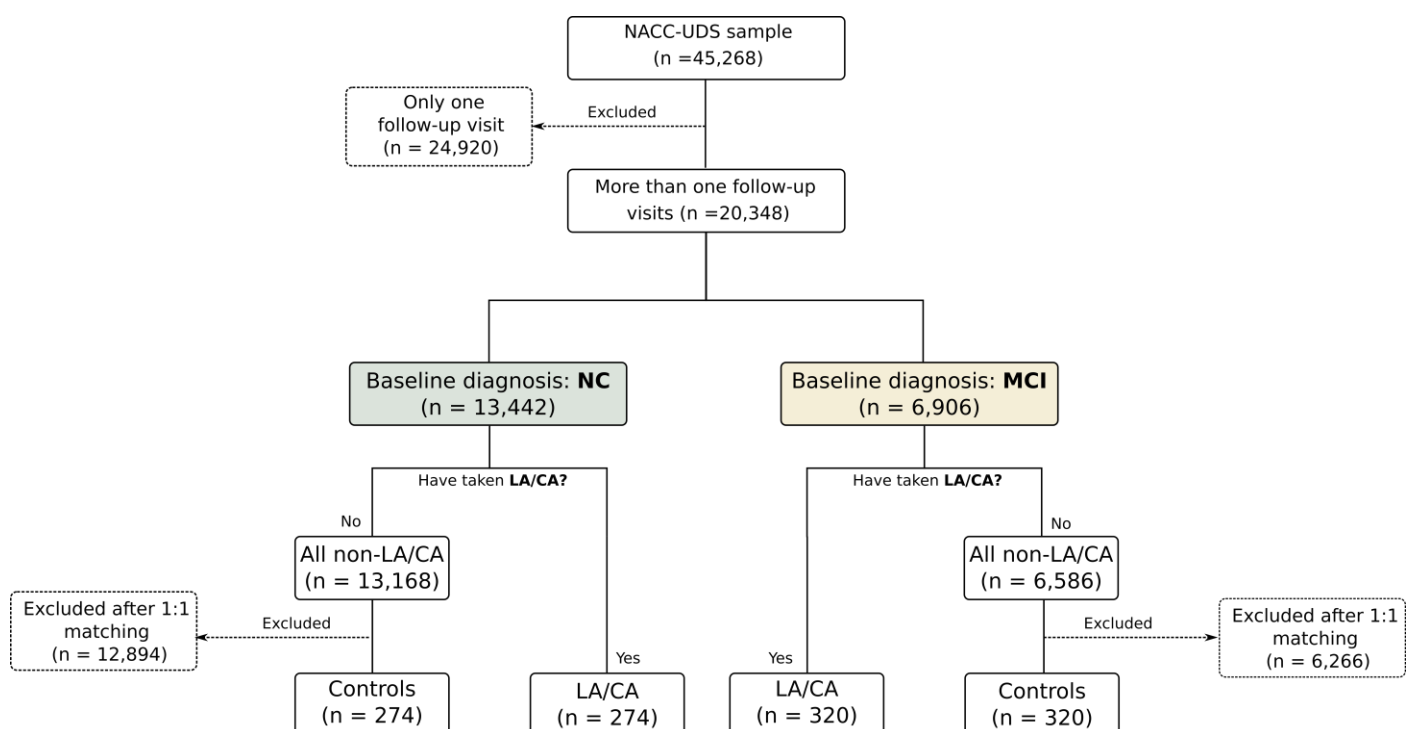 NACC-UDS sample
(n =45,268)
Only one
follow-up visit
(n = 24,920)
Excluded
More than one follow-up
visits (n =20,348)
Baseline diagnosis: NC
(n = 13,442)
Baseline diagnosis: MCI
(n = 6,906)
Have taken LA/CA?
Have taken LA/CA?
No
No
All non-LA/CA
(n = 13,168)
All non-LA/CA
(n = 6,586)
Excluded after 1:1
matching
(n = 12,894)
Excluded
Excluded
Excluded after 1:1
matching
(n = 6,266)
Yes
Yes
Controls
(n = 274)
LA/CA
(n = 274)
LA/CA
(n = 320)
Controls
(n = 320)